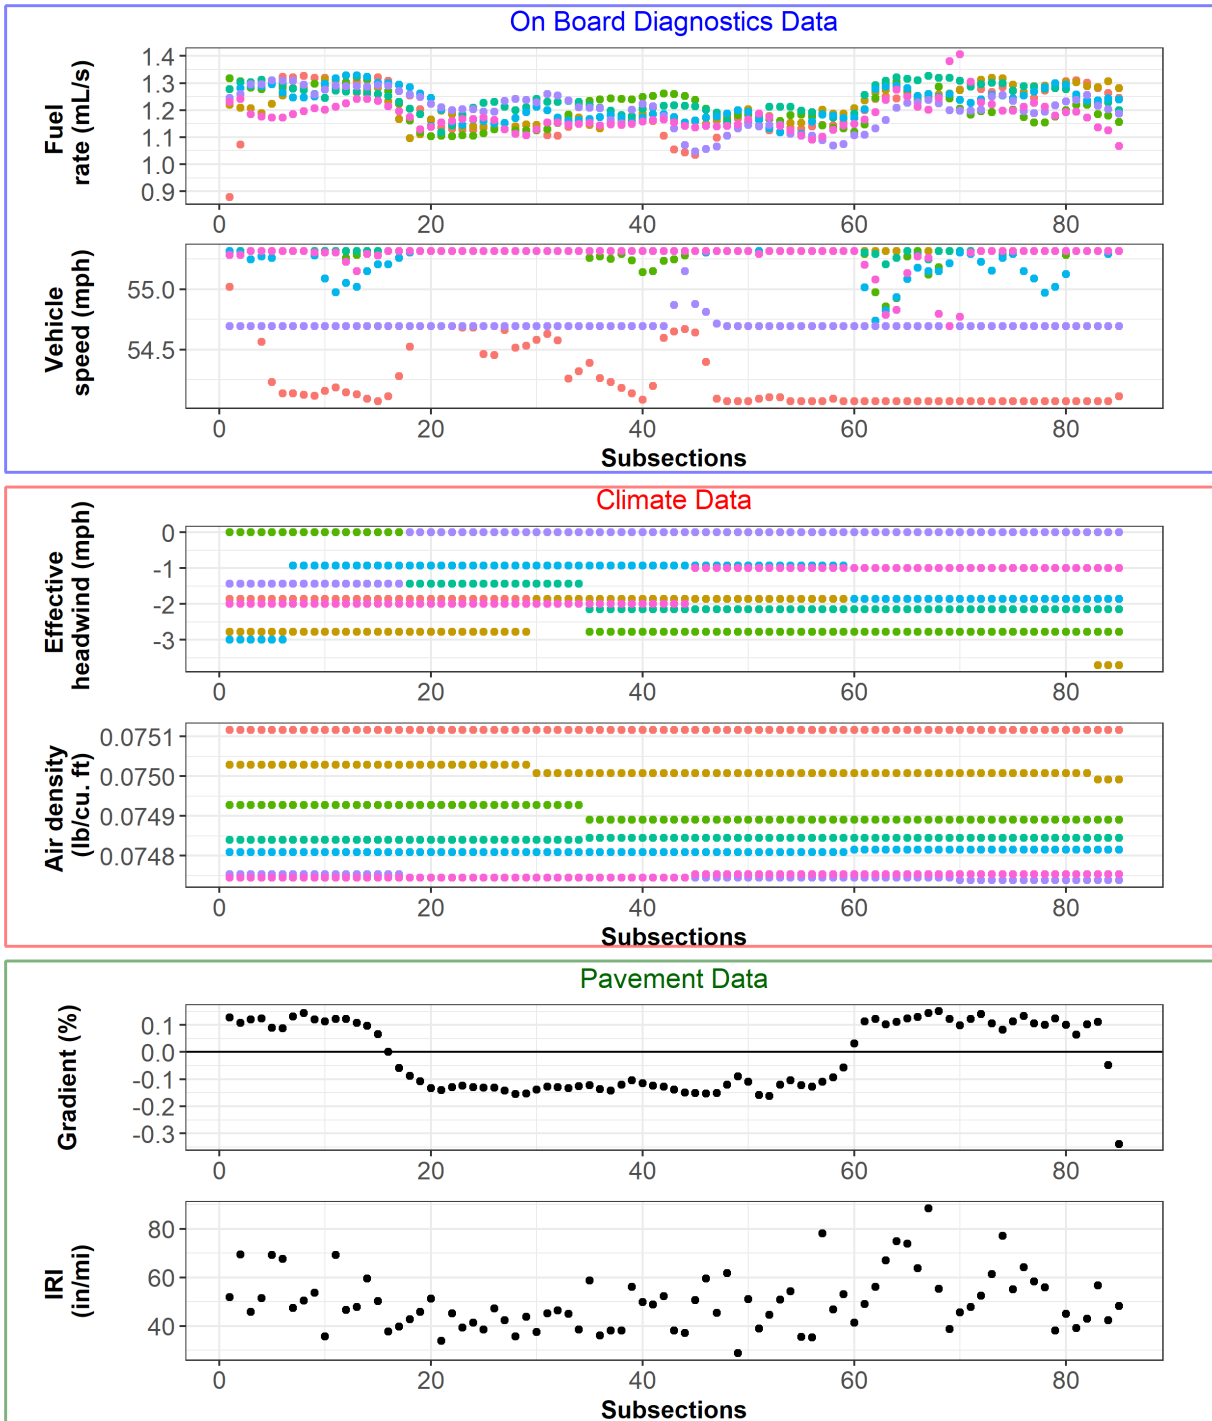 On Board Diagnostics Data
Fuel
rate (mL/s)
1.4
1.3
1.2
1.1
1.0
0.9
0 20 40 60 80
Vehicle
speed (mph)
55.0
54.5
0 20 40 60 80
Subsections
Climate Data
Effective
headwind (mph)
0
-1
-2
-3
0 20 40 60 80
Air density
(lb/cu. ft)
0.0751
0.0750
0.0749
0.0748
0 20 40 60 80
Subsections
Pavement Data
Gradient (%)
0.1
0.0
-0.1
-0.2
-0.3
0 20 40 60 80
IRI
(in/mi)
80
60
40
0 20 40 60 80
Subsections